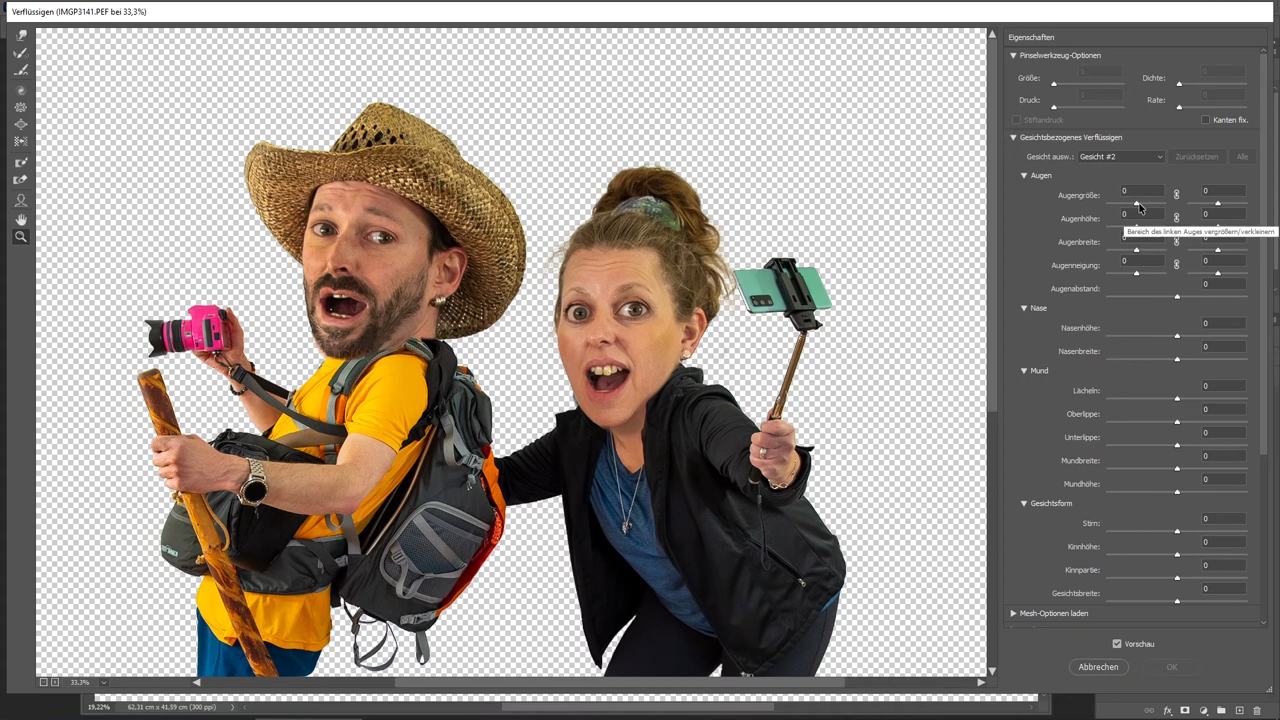 Verflüssigen (IMGP3141.PEF bei 33,3%)
Eigenschaften
Pinselwerkzeug-Optionen
Größe:
Dichte:
Druck:
Rate:
Stiftandruck
Kanten fix.
Gesichtsbezogenes Verflüssigen
Gesicht ausw.: Gesicht #2 Zurücksetzen Alle
Augen
Augengröße: 0 0
Augenhöhe: 0
Bereich des linken Auges vergrößern/verkleinern
Augenbreite:
Augenneigung: 0 0
Augenabstand: 0
Nase
Nasenhöhe: 0
Nasenbreite: 0
Mund
Lächeln: 0
Oberlippe: 0
Unterlippe: 0
Mundbreite: 0
Mundhöhe: 0
Gesichtsform
Stirn: 0
Kinnhöhe: 0
Kinnpartie: 0
Gesichtsbreite: 0
Mesh-Optionen laden
Vorschau
Abbrechen OK
33,3%
19,22% 62,31 cm x 41,59 cm (300 ppi)